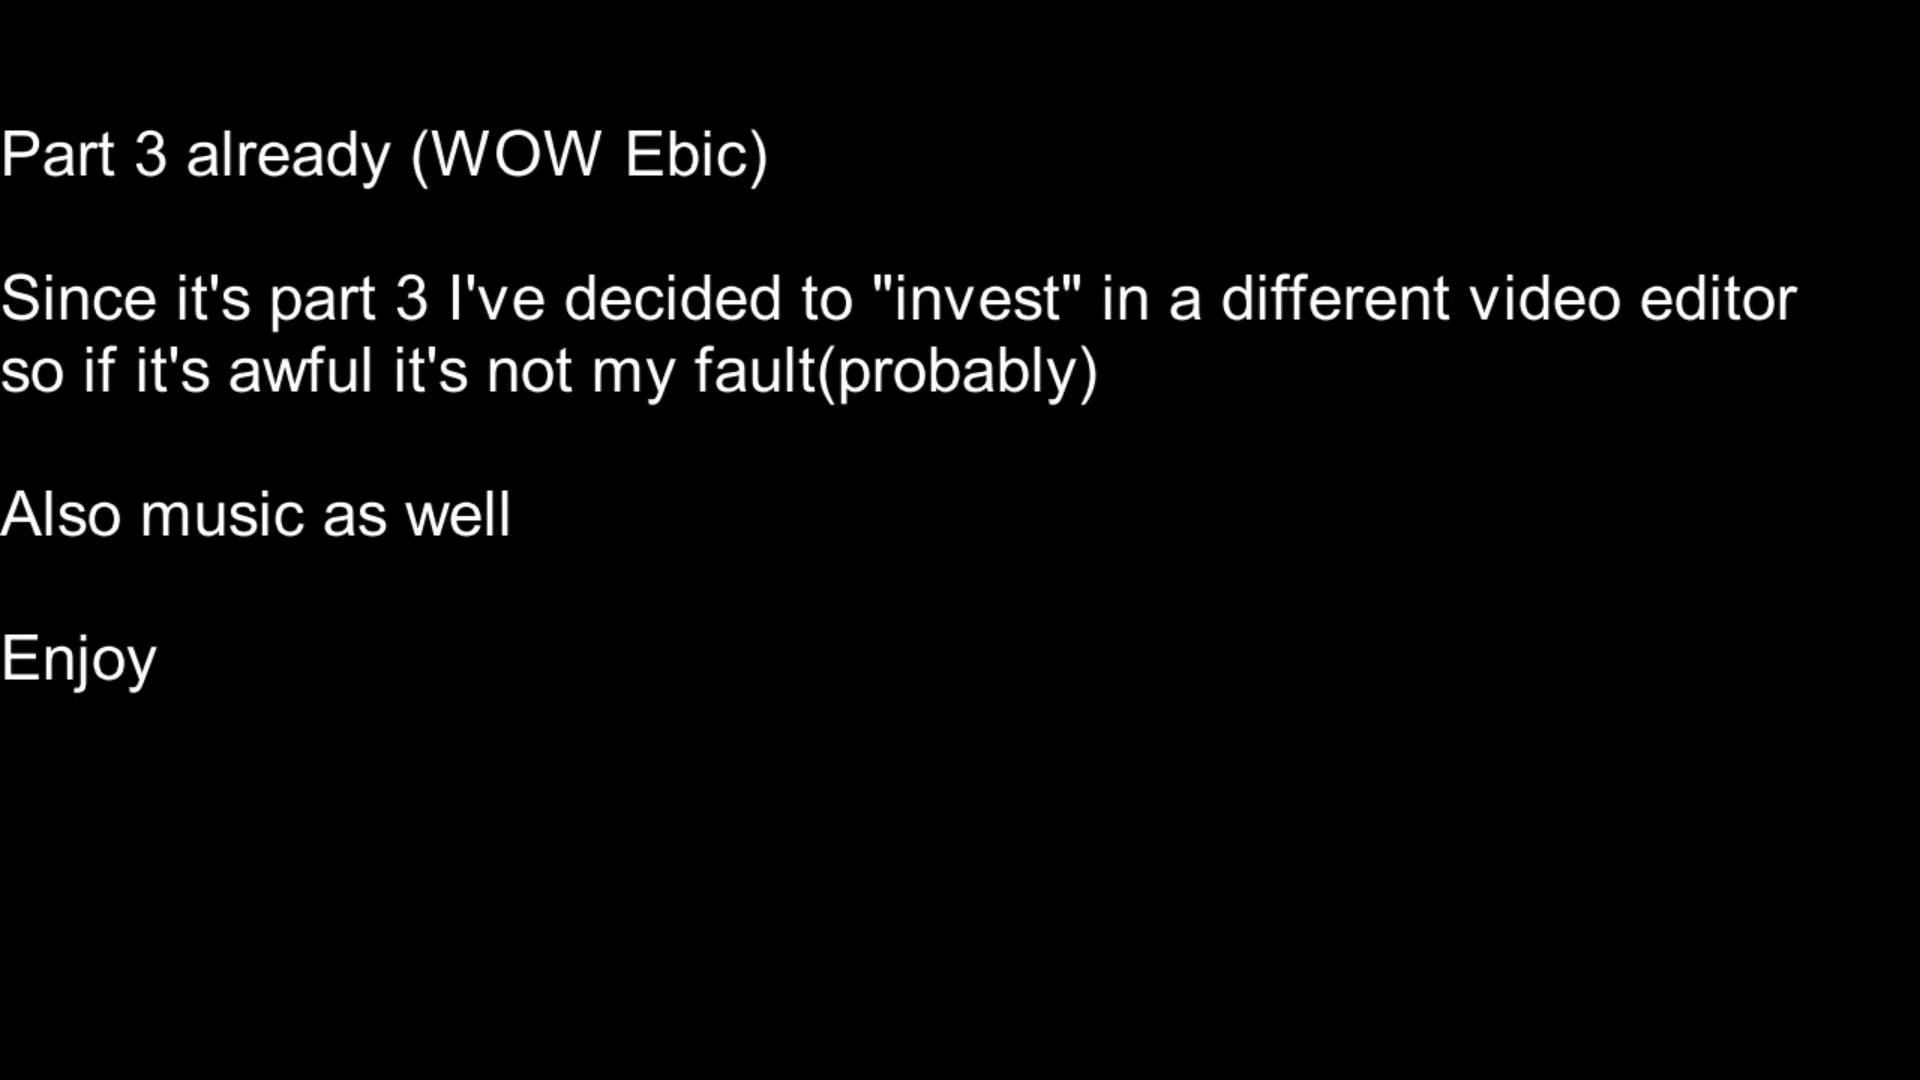 Part 3 already (WOW Ebic)
Since it's part 3 I've decided to "invest" in a different video editor
so if it's awful it's not my fault(probably)
Also music as well
Enjoy